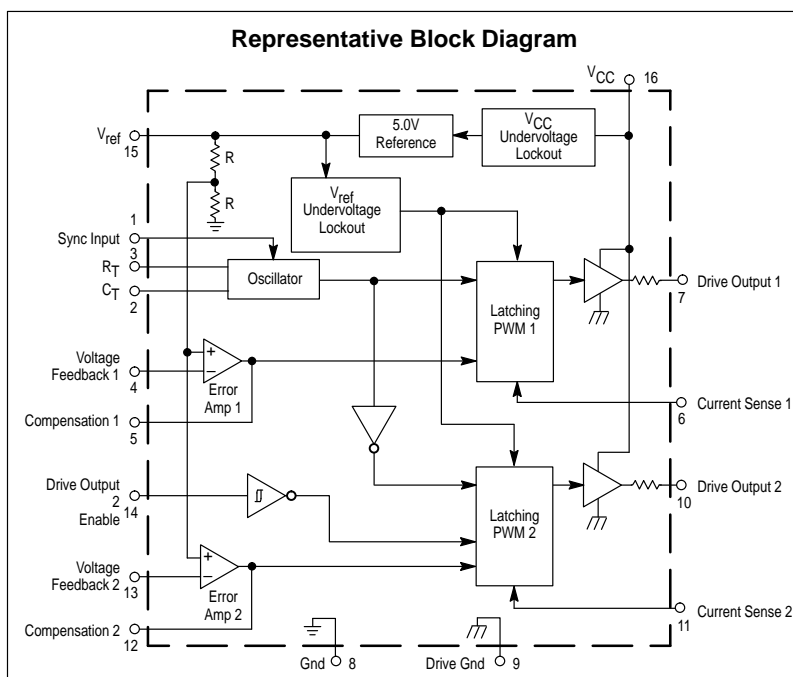 Representative Block Diagram
VCC 16
Vref
15
5.0V
Reference
VCC
Undervoltage
Lockout
R
R
Vref
Undervoltage
Lockout
1
Sync Input
3
RT
CT
2
Oscillator
Latching
PWM 1
7
Drive Output 1
Voltage
Feedback 1
4
+
–
Error
Amp 1
Compensation 1
5
Current Sense 1
6
Drive Output
2
14
Enable
Latching
PWM 2
Drive Output 2
10
Voltage
Feedback 2
13
+
–
Error
Amp 2
Compensation 2
12
Current Sense 2
11
Gnd 8
Drive Gnd 9